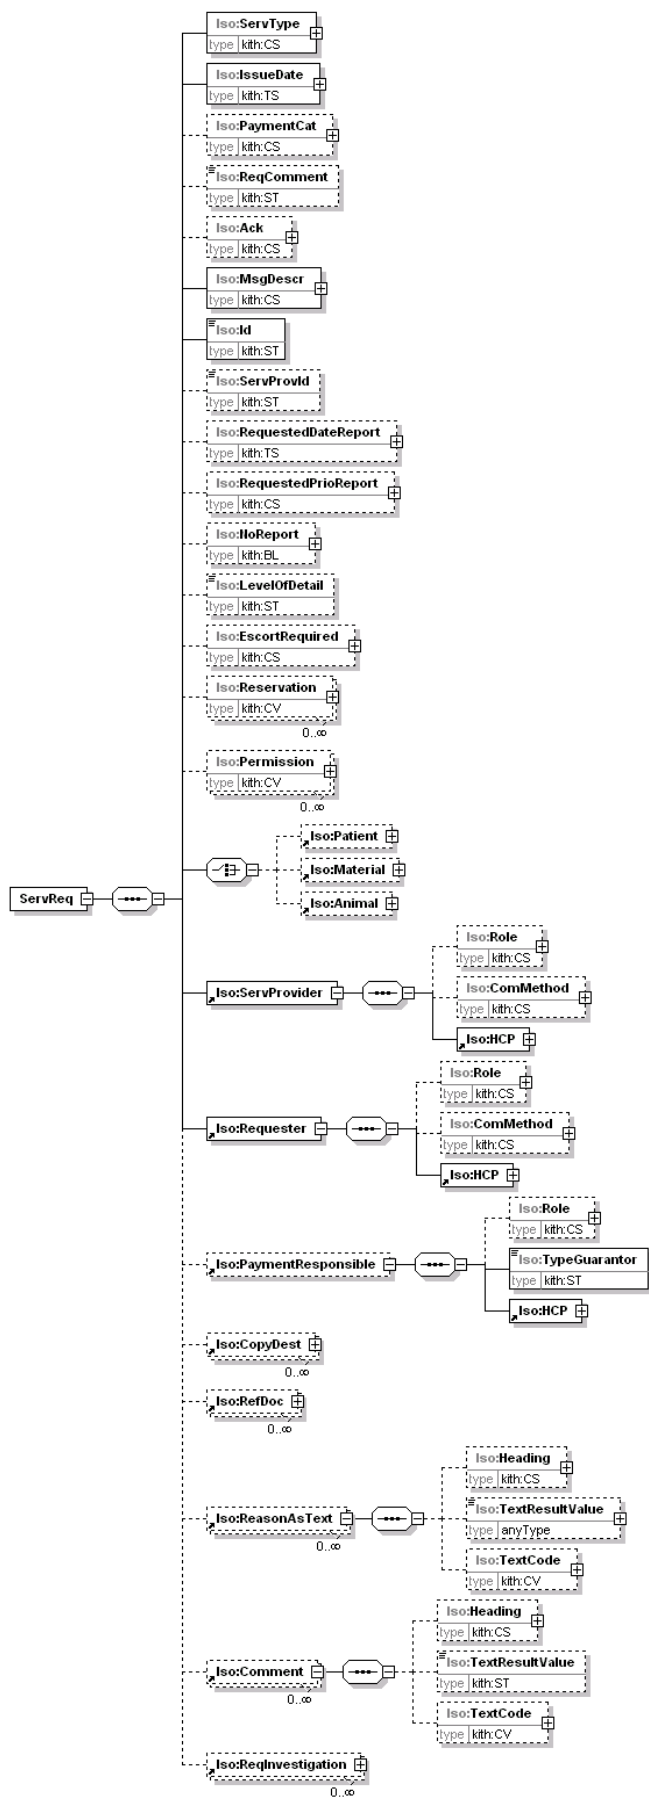 Iso:ServType
type kith:CS
Iso:IssueDate
type kith:TS
Iso:PaymentCat
type kith:CS
Iso:ReqComment
type kith:ST
Iso:Ack
type kith:CS
Iso:MsgDescr
type kith:CS
Iso:Id
type kith:ST
Iso:ServProvId
type kith:ST
Iso:RequestedDateReport
type kith:TS
Iso:RequestedPrioReport
type kith:CS
Iso:NoReport
type kith:BL
Iso:LevelOfDetail
type kith:ST
Iso:EscortRequired
type kith:CS
Iso:Reservation
type kith:CV
0..∞
Iso:Permission
type kith:CV
0..∞
Iso:Patient
Iso:Material
Iso:Animal
ServReq
Iso:ServProvider
Iso:Role
type kith:CS
Iso:ComMethod
type kith:CS
Iso:HCP
Iso:Requester
Iso:Role
type kith:CS
Iso:ComMethod
type kith:CS
Iso:HCP
Iso:PaymentResponsible
Iso:Role
type kith:CS
Iso:TypeGuarantor
type kith:ST
Iso:HCP
Iso:CopyDest
0..∞
Iso:RefDoc
0..∞
Iso:ReasonAsText
0..∞
Iso:Heading
type kith:CS
Iso:TextResultValue
type anyType
Iso:TextCode
type kith:CV
Iso:Comment
0..∞
Iso:Heading
type kith:CS
Iso:TextResultValue
type kith:ST
Iso:TextCode
type kith:CV
Iso:ReqInvestigation
0..∞